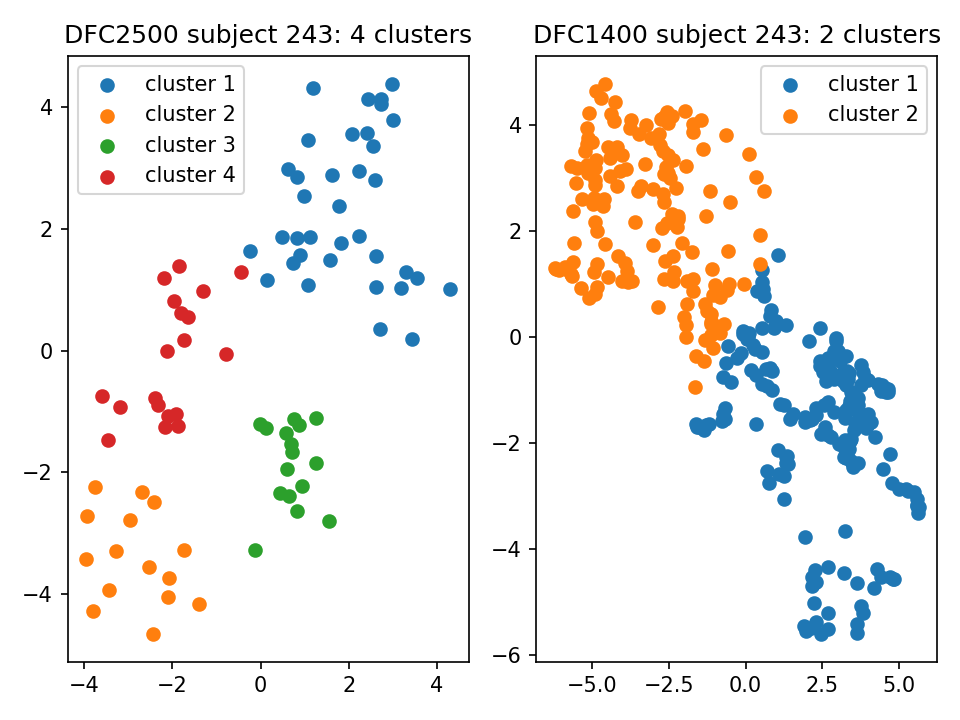 DFC2500 subject 243: 4 clusters
cluster 1
cluster 2
cluster 3
cluster 4
4
2
0
−2
−4
−4 −2 0 2 4
DFC1400 subject 243: 2 clusters
cluster 1
cluster 2
4
2
0
−2
−4
−6
−5.0 −2.5 0.0 2.5 5.0